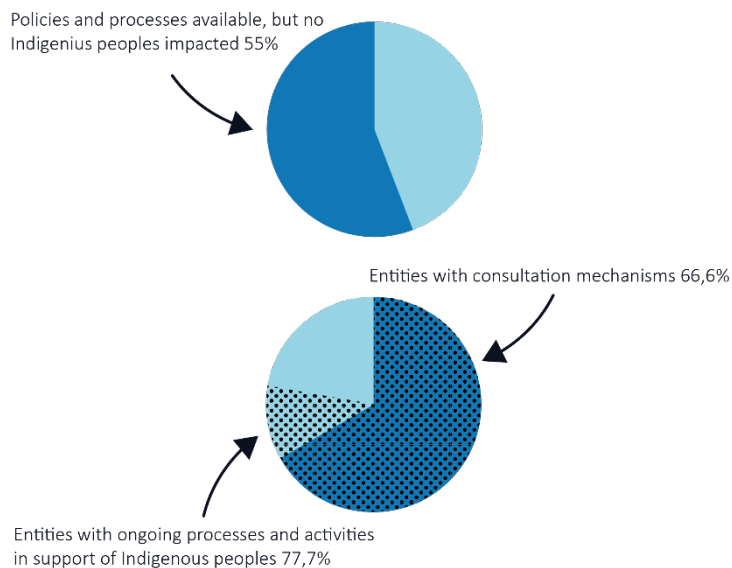 Policies and processes available, but no
Indigenius peoples impacted 55%
Entities with consultation mechanisms 66,6%
Entities with ongoing processes and activities
in support of Indigenous peoples 77,7%